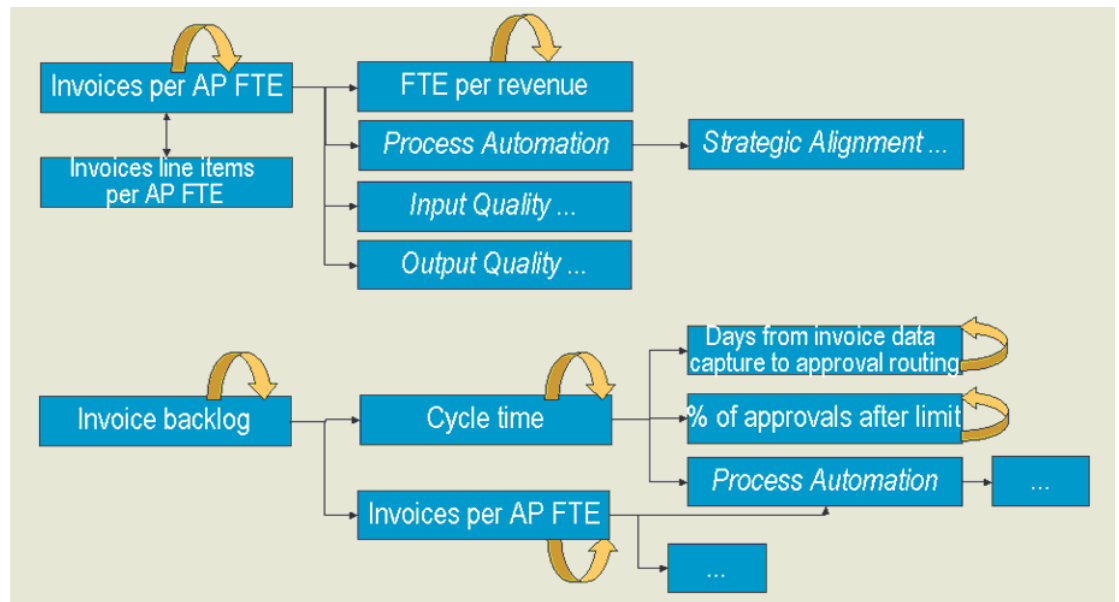 Invoices per AP FTE
FTE per revenue
Process Automation
Strategic Alignment ...
Invoices line items
per AP FTE
Input Quality ...
Output Quality ...
Days from invoice data
capture to approval routing
Invoice backlog
Cycle time
% of approvals after limit
Process Automation
...
Invoices per AP FTE
...